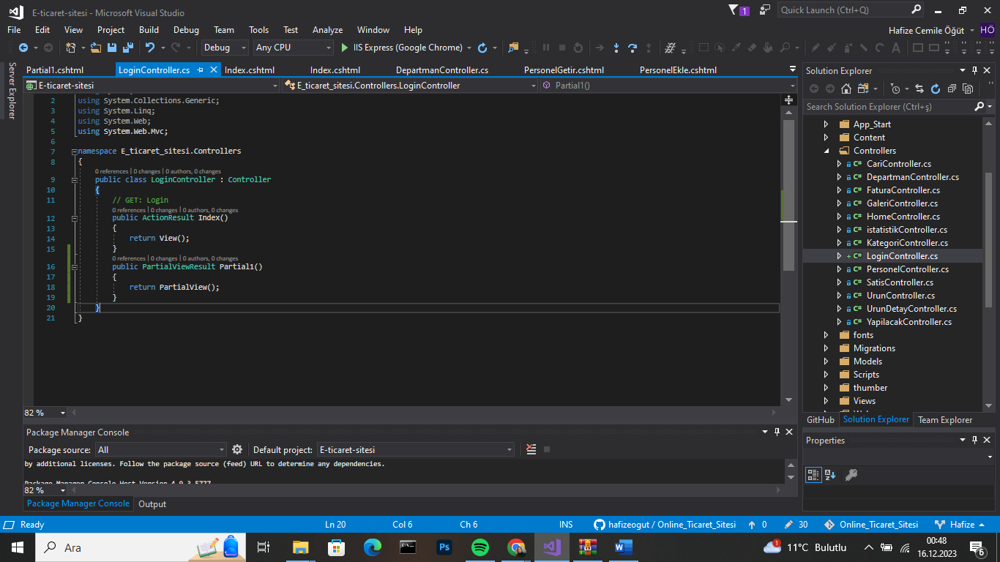 E-ticaret-sitesi - Microsoft Visual Studio
1
Quick Launch (Ctrl+Q)
File Edit View Project Build Debug Team Tools Test Analyze Window Help
Hafize Cemile Öğüt HÖ
Debug Any CPU IIS Express (Google Chrome)
Server Explorer
Partial1.cshtml LoginController.cs Index.cshtml Index.cshtml DepartmanController.cs PersonelGetir.cshtml PersonelEkle.cshtml
E-ticaret-sitesi E_ticaret_sitesi.Controllers.LoginController Partial1()
2 using System.Collections.Generic;
3 using System.Linq;
4 using System.Web;
5 using System.Web.Mvc;
6
7 namespace E_ticaret_sitesi.Controllers
8 {
0 references | 0 changes | 0 authors, 0 changes
9 public class LoginController : Controller
10 {
11 // GET: Login
0 references | 0 changes | 0 authors, 0 changes
12 public ActionResult Index()
13 {
14 return View();
15 }
0 references | 0 changes | 0 authors, 0 changes
16 public PartialViewResult Partial1()
17 {
18 return PartialView();
19 }
20 }
21 }
82 %
Solution Explorer
Search Solution Explorer (Ctrl+ş)
App_Start
Content
Controllers
C# CariController.cs
C# DepartmanController.cs
C# FaturaController.cs
C# GaleriController.cs
C# HomeController.cs
C# istatistikController.cs
C# KategoriController.cs
+ C# LoginController.cs
C# PersonelController.cs
C# SatisController.cs
C# UrunController.cs
C# UrunDetayController.cs
C# YapilacakController.cs
fonts
Migrations
Models
Scripts
thumber
Views
GitHub Solution Explorer Team Explorer
Properties
Package Manager Console
Package source: All Default project: E-ticaret-sitesi
by additional licenses. Follow the package source (feed) URL to determine any dependencies.
Package Manager Console Host Version 4.9.3.5777
82 %
Package Manager Console Output
Ready Ln 20 Col 6 Ch 6 INS hafizeogut / Online_Ticaret_Sitesi 0 30 Online_Ticaret_Sitesi Hafize
Ara
Ps
W
1
11°C Bulutlu
00:48
16.12.2023
6